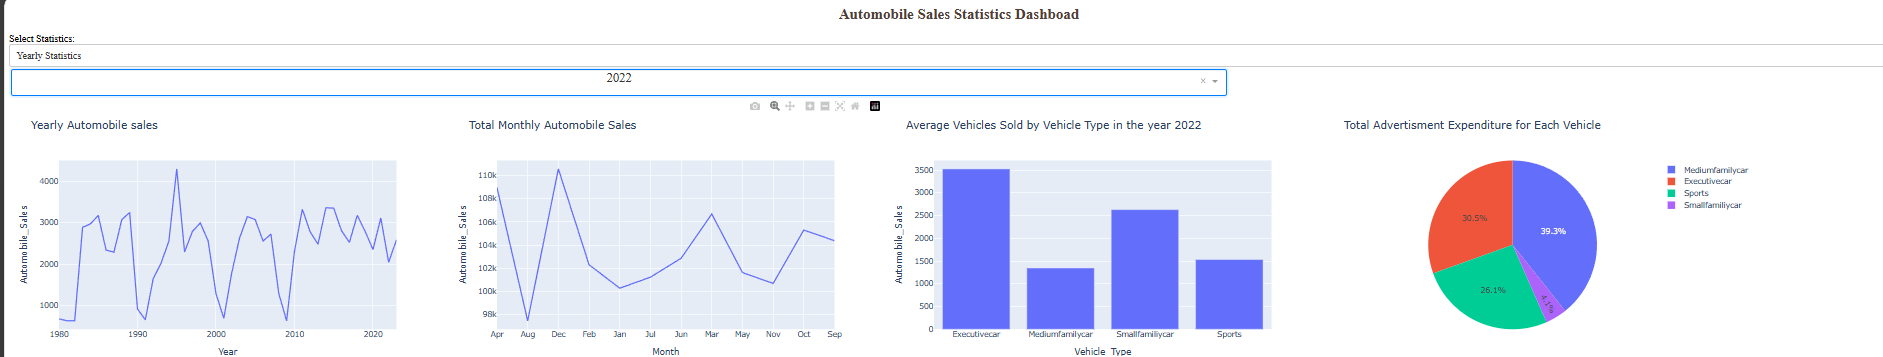 Automobile Sales Statistics Dashboad
Select Statistics:
Yearly Statistics
2022
Yearly Automobile sales
4000
3000
2000
1000
Automobile_Sales
1980 1990 2000 2010 2020
Year
Total Monthly Automobile Sales
110k
108k
106k
104k
102k
100k
98k
Automobile_Sales
Apr Aug Dec Feb Jan Jul Jun Mar May Nov Oct Sep
Month
Average Vehicles Sold by Vehicle Type in the year 2022
3500
3000
2500
2000
1500
1000
500
0
Automobile_Sales
Executivecar Mediumfamilycar Smallfamiliycar Sports
Vehicle_Type
Total Advertisment Expenditure for Each Vehicle
30.5%
39.3%
26.1%
4.1%
Mediumfamilycar
Executivecar
Sports
Smallfamiliycar